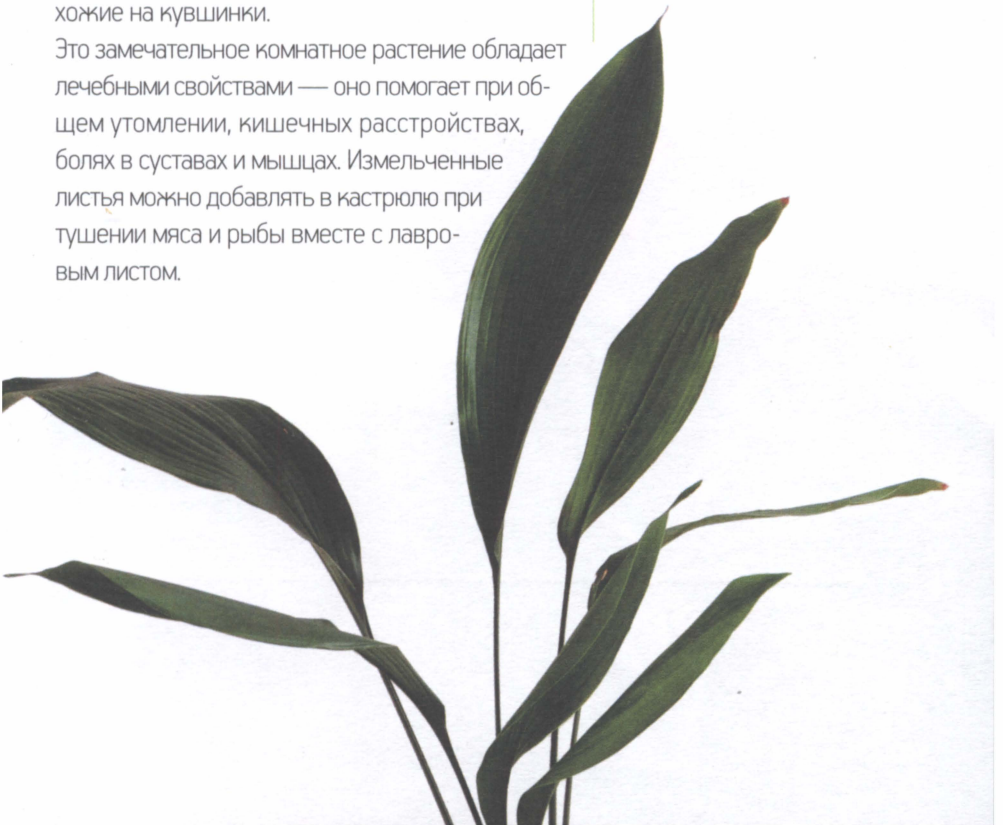 хожие на кувшинки.
Это замечательное комнатное растение обладает
лечебными свойствами — оно помогает при об-
щем утомлении, кишечных расстройствах,
болях в суставах и мышцах. Измельченные
листья можно добавлять в кастрюлю при
тушении мяса и рыбы вместе с лавро-
вым листом.